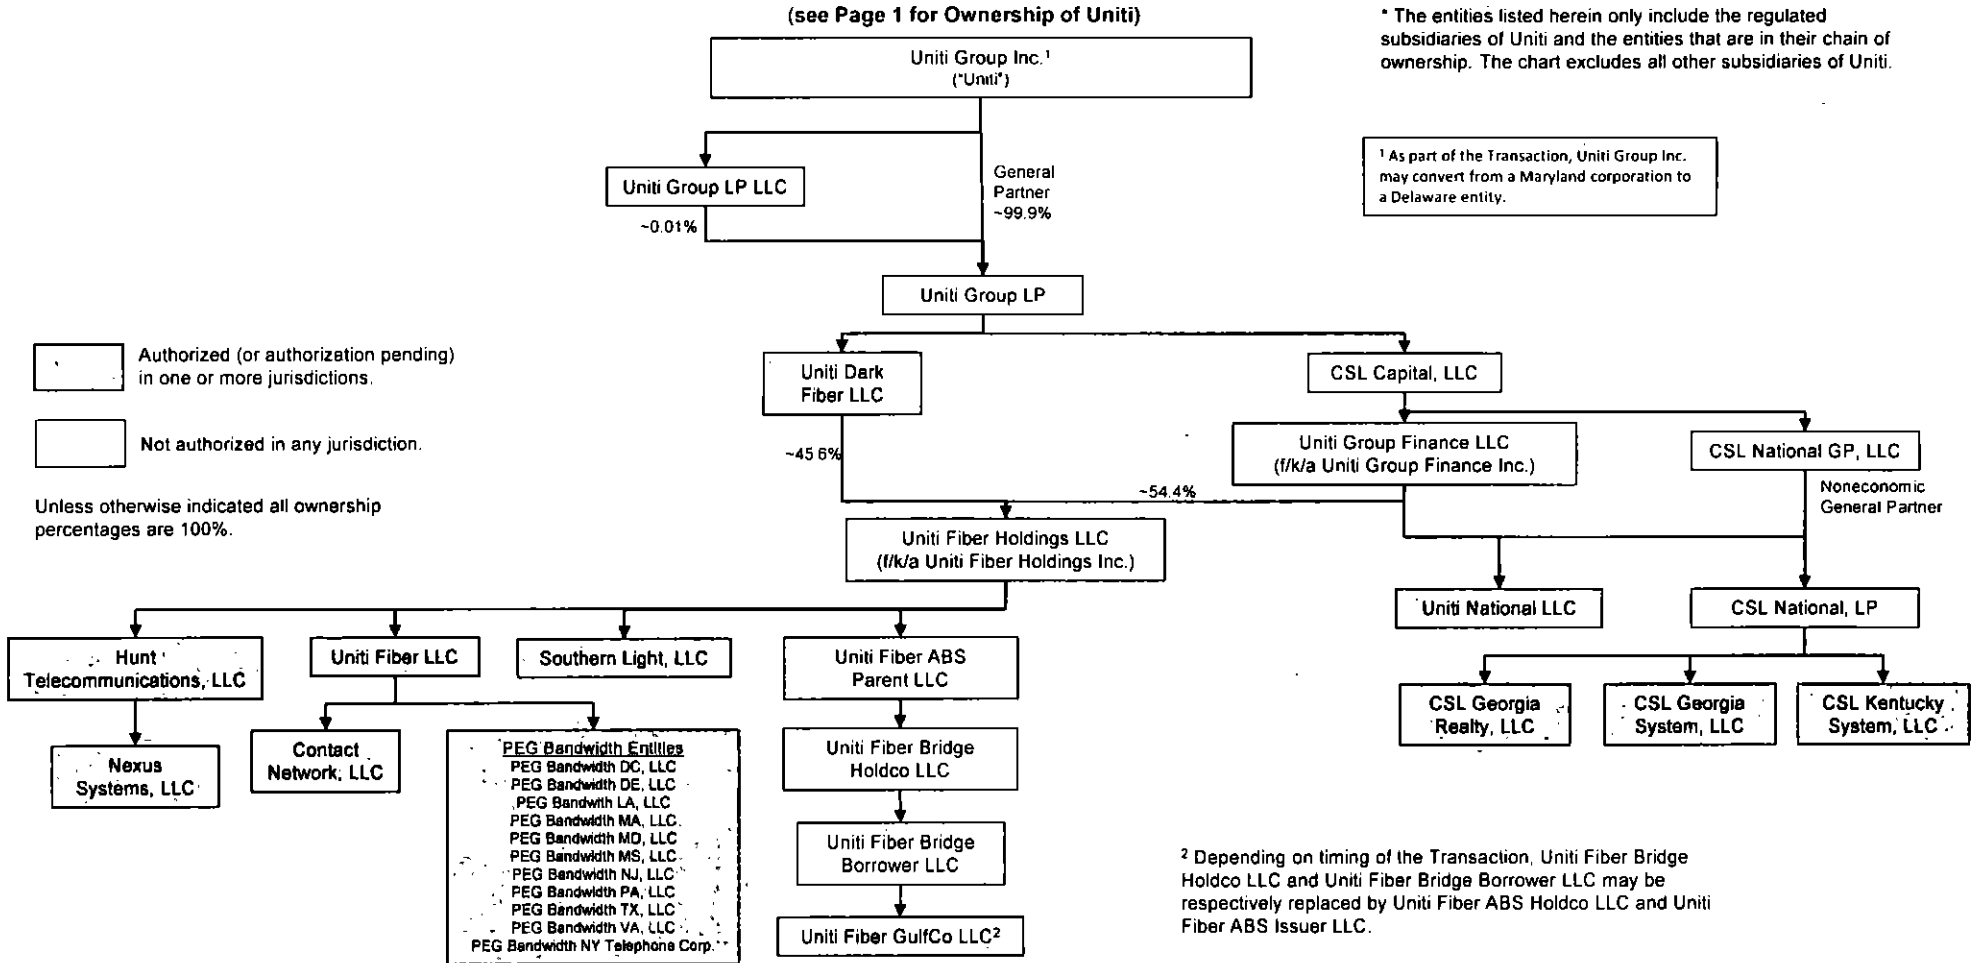 (see Page 1 for Ownership of Uniti)
* The entities listed herein only include the regulated
subsidiaries of Uniti and the entities that are in their chain of
ownership. The chart excludes all other subsidiaries of Uniti.
Uniti Group Inc.¹
("Uniti")
¹ As part of the Transaction, Uniti Group Inc.
may convert from a Maryland corporation to
a Delaware entity.
Uniti Group LP LLC
General
Partner
~99.9%
~0.01%
Uniti Group LP
Authorized (or authorization pending)
in one or more jurisdictions.
Not authorized in any jurisdiction.
Unless otherwise indicated all ownership
percentages are 100%.
Uniti Dark
Fiber LLC
CSL Capital, LLC
~45.6%
Uniti Group Finance LLC
(f/k/a Uniti Group Finance Inc.)
CSL National GP, LLC
~54.4%
Noneconomic
General Partner
Uniti Fiber Holdings LLC
(f/k/a Uniti Fiber Holdings Inc.)
Uniti National LLC
CSL National, LP
Hunt
Telecommunications, LLC
Uniti Fiber LLC
Southern Light, LLC
Uniti Fiber ABS
Parent LLC
CSL Georgia
Realty, LLC
CSL Georgia
System, LLC
CSL Kentucky
System, LLC
Nexus
Systems, LLC
Contact
Network, LLC
PEG Bandwidth Entities
PEG Bandwidth DC, LLC
PEG Bandwidth DE, LLC
PEG Bandwith LA, LLC
PEG Bandwidth MA, LLC
PEG Bandwidth MD, LLC
PEG Bandwidth MS, LLC
PEG Bandwidth NJ, LLC
PEG Bandwidth PA, LLC
PEG Bandwidth TX, LLC
PEG Bandwidth VA, LLC
PEG Bandwidth NY Telephone Corp.
Uniti Fiber Bridge
Holdco LLC
Uniti Fiber Bridge
Borrower LLC
Uniti Fiber GulfCo LLC²
² Depending on timing of the Transaction, Uniti Fiber Bridge
Holdco LLC and Uniti Fiber Bridge Borrower LLC may be
respectively replaced by Uniti Fiber ABS Holdco LLC and Uniti
Fiber ABS Issuer LLC.